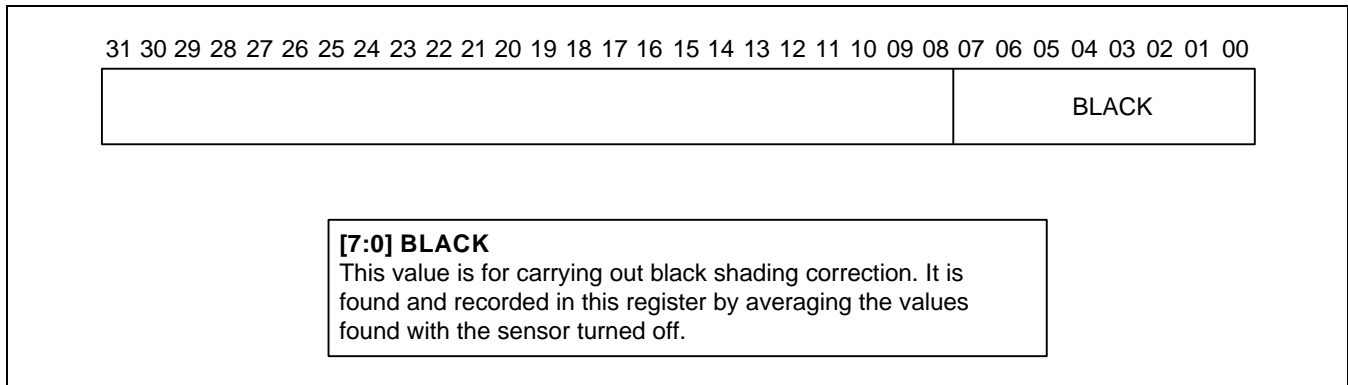 31 30 29 28 27 26 25 24 23 22 21 20 19 18 17 16 15 14 13 12 11 10 09 08 07 06 05 04 03 02 01 00
BLACK
[7:0] BLACK
This value is for carrying out black shading correction. It is
found and recorded in this register by averaging the values
found with the sensor turned off.